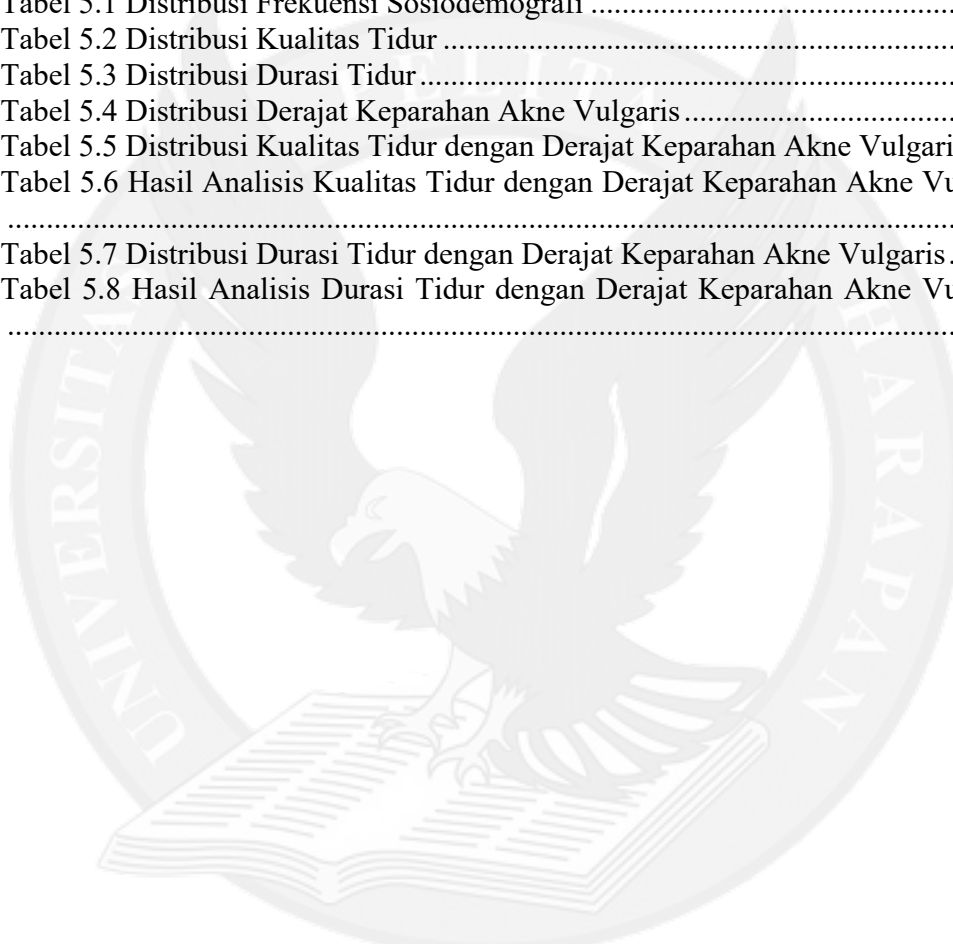 Tabel 5.1 Distribusi Frekuensi Sosiodemografi ..................................................
Tabel 5.2 Distribusi Kualitas Tidur .....................................................................
Tabel 5.3 Distribusi Durasi Tidur ........................................................................
Tabel 5.4 Distribusi Derajat Keparahan Akne Vulgaris ......................................
Tabel 5.5 Distribusi Kualitas Tidur dengan Derajat Keparahan Akne Vulgari
Tabel 5.6 Hasil Analisis Kualitas Tidur dengan Derajat Keparahan Akne Vu
..............................................................................................................................
Tabel 5.7 Distribusi Durasi Tidur dengan Derajat Keparahan Akne Vulgaris .
Tabel 5.8 Hasil Analisis Durasi Tidur dengan Derajat Keparahan Akne Vu
..............................................................................................................................
UNIVERSITAS PELITA HARAPAN